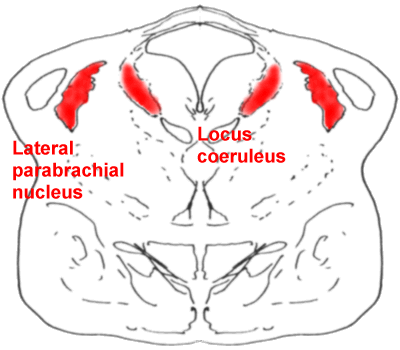 Lateral
parabrachial
nucleus
Locus
coeruleus